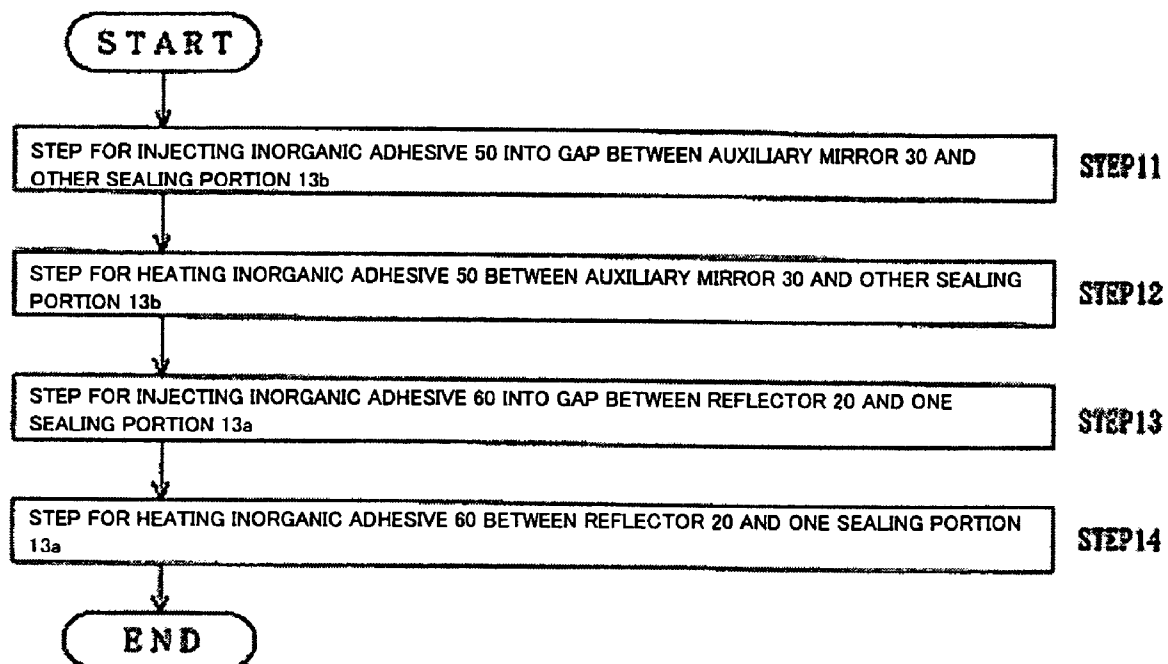 START
STEP FOR INJECTING INORGANIC ADHESIVE 50 INTO GAP BETWEEN AUXILIARY MIRROR 30 AND
OTHER SEALING PORTION 13b
STEP11
STEP FOR HEATING INORGANIC ADHESIVE 50 BETWEEN AUXILIARY MIRROR 30 AND OTHER SEALING
PORTION 13b
STEP12
STEP FOR INJECTING INORGANIC ADHESIVE 60 INTO GAP BETWEEN REFLECTOR 20 AND ONE
SEALING PORTION 13a
STEP13
STEP FOR HEATING INORGANIC ADHESIVE 60 BETWEEN REFLECTOR 20 AND ONE SEALING PORTION
13a
STEP14
END